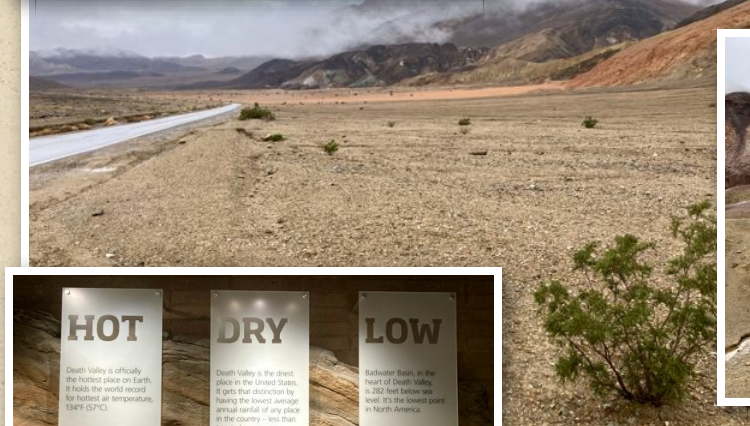 HOT
Death Valley is officially
the hottest place on Earth.
It holds the world record
for hottest air temperature,
134°F (57°C).
DRY
Death Valley is the driest
place in the United States.
It gets that distinction by
having the lowest average
annual rainfall of any place
in the country – less than
LOW
Badwater Basin, in the
heart of Death Valley,
is 282 feet below sea
level. It's the lowest point
in North America.